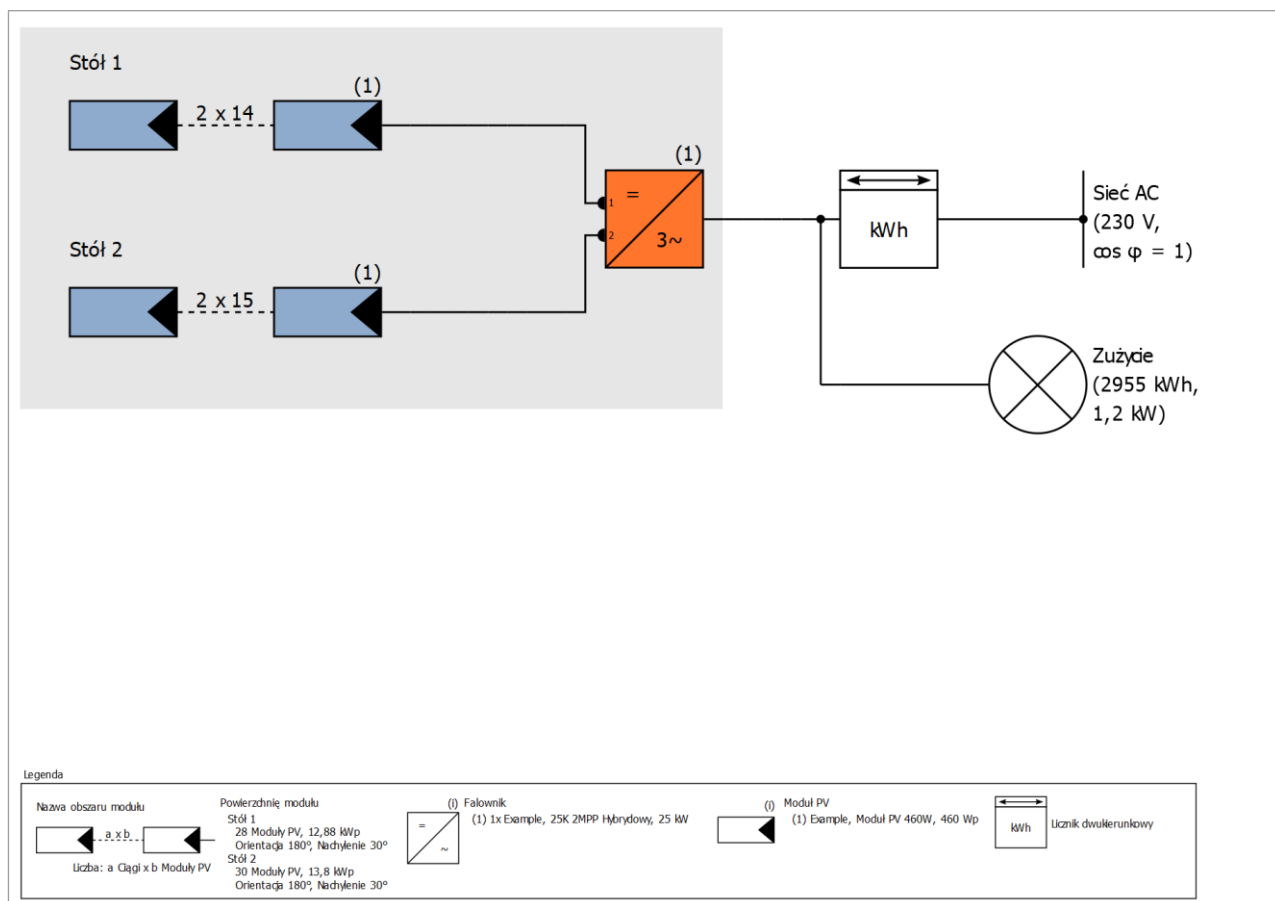 Stół 1
(1)
2 x 14
(1)
1
=
2
3~
Stół 2
(1)
2 x 15
kWh
Sieć AC
(230 V,
cos φ = 1)
Zużycie
(2955 kWh,
1,2 kW)
Legenda
Nazwa obszaru modułu
a x b
Liczba: a Ciągi x b Moduły PV
Powierzchnię modułu
Stół 1
28 Moduły PV, 12,88 kWp
Orientacja 180°, Nachylenie 30°
Stół 2
30 Moduły PV, 13,8 kWp
Orientacja 180°, Nachylenie 30°
=
~
(i) Falownik
(1) 1x Example, 25K 2MPP Hybrydowy, 25 kW
(i) Moduł PV
(1) Example, Moduł PV 460W, 460 Wp
kWh
Licznik dwukierunkowy